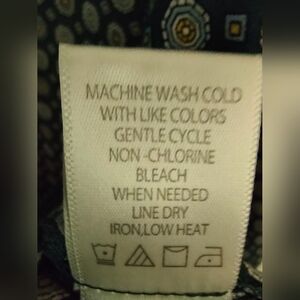 MACHINE WASH COLD
WITH LIKE COLORS
GENTLE CYCLE
NON-CHLORINE
BLEACH
WHEN NEEDED
LINE DRY
IRON,LOW HEAT